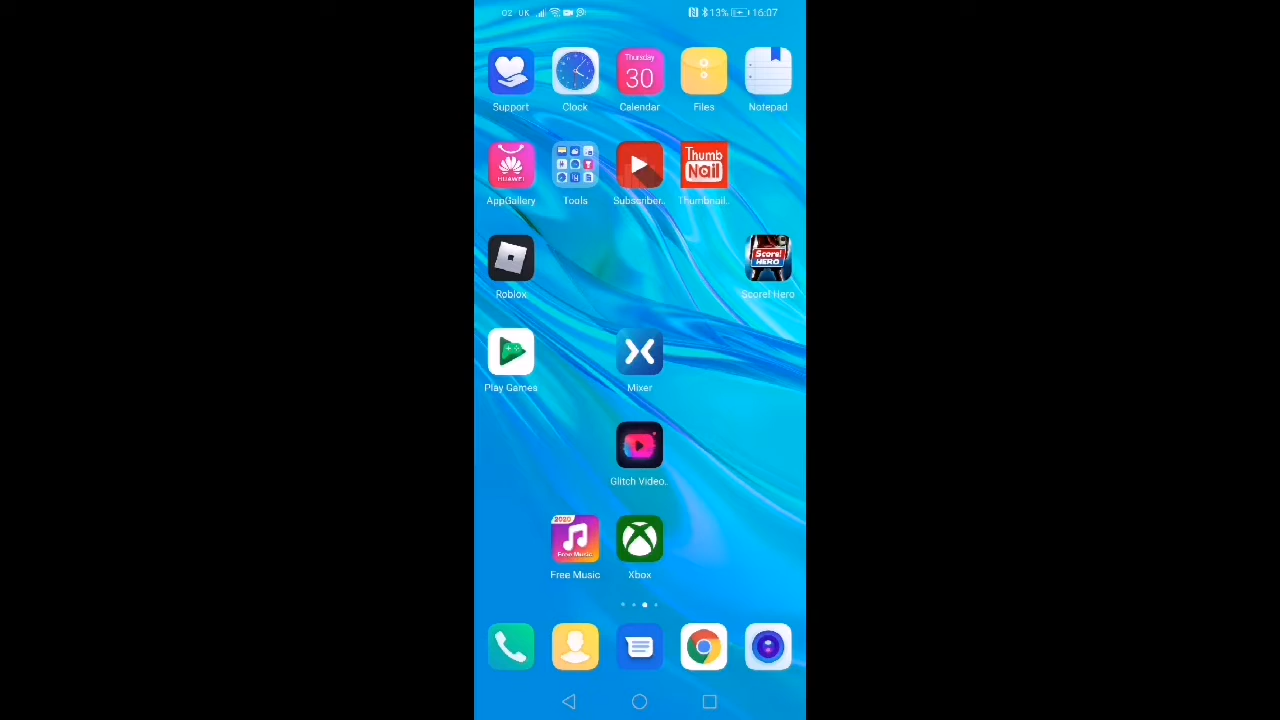 O2 - UK 13% 16:07
Thursday
30
Support Clock Calendar Files Notepad
HUAWEI
Thumb
Nail
AppGallery Tools Subscriber.. Thumbnail..
Score!
HERO
Roblox Score! Hero
Play Games Mixer
Glitch Video..
2020
Free Music
Free Music Xbox